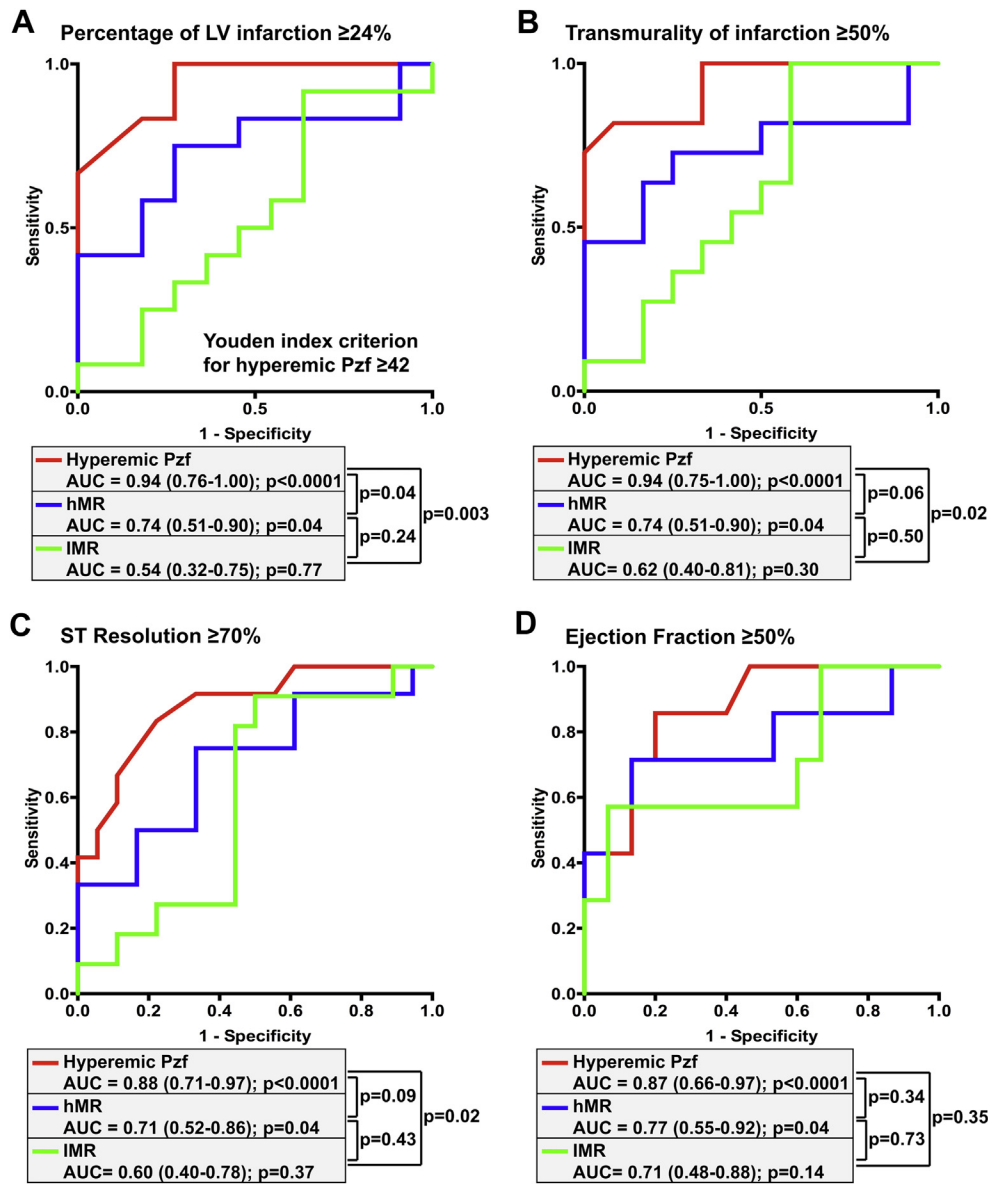 A
Percentage of LV infarction ≥24%
1.0
0.5
0.0
Sensitivity
Youden index criterion
for hyperemic Pzf ≥42
0.0
0.5
1.0
1 - Specificity
Hyperemic Pzf
AUC = 0.94 (0.76-1.00); p<0.0001
hMR
AUC = 0.74 (0.51-0.90); p=0.04
IMR
AUC = 0.54 (0.32-0.75); p=0.77
p=0.04
p=0.24
p=0.003
B
Transmurality of infarction ≥50%
1.0
0.5
0.0
Sensitivity
0.0
0.5
1.0
1 - Specificity
Hyperemic Pzf
AUC = 0.94 (0.75-1.00); p<0.0001
hMR
AUC = 0.74 (0.51-0.90); p=0.04
IMR
AUC= 0.62 (0.40-0.81); p=0.30
p=0.06
p=0.50
p=0.02
C
ST Resolution ≥70%
1.0
0.8
0.6
0.4
0.2
0.0
Sensitivity
0.0
0.2
0.4
0.6
0.8
1.0
1 - Specificity
Hyperemic Pzf
AUC = 0.88 (0.71-0.97); p<0.0001
hMR
AUC = 0.71 (0.52-0.86); p=0.04
IMR
AUC= 0.60 (0.40-0.78); p=0.37
p=0.09
p=0.43
p=0.02
D
Ejection Fraction ≥50%
1.0
0.8
0.6
0.4
0.2
0.0
Sensitivity
0.0
0.2
0.4
0.6
0.8
1.0
1 - Specificity
Hyperemic Pzf
AUC = 0.87 (0.66-0.97); p<0.0001
hMR
AUC = 0.77 (0.55-0.92); p=0.04
IMR
AUC= 0.71 (0.48-0.88); p=0.14
p=0.34
p=0.73
p=0.35